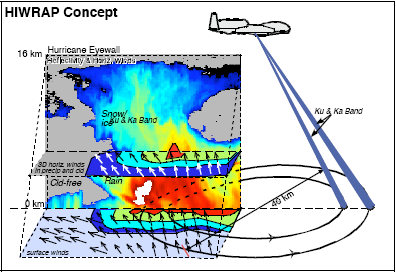 HIWRAP Concept
Hurricane Eyewall
16 km
Reflectivity & Horiz. Winds
Ku & Ka Band
Snow/
ice
Ku & Ka Band
3D horiz. winds
in precip and cld
Cld-free
Rain
40 km
0 km
surface winds